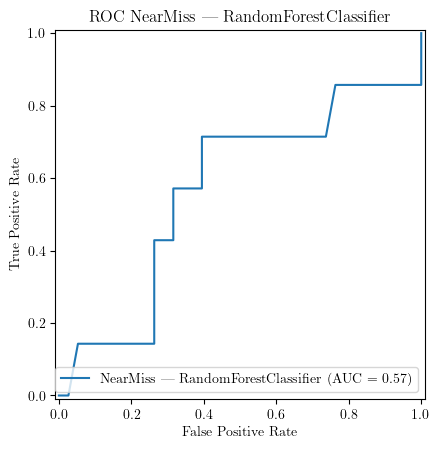 ROC NearMiss — RandomForestClassifier
1.0
0.8
0.6
0.4
0.2
0.0
True Positive Rate
NearMiss — RandomForestClassifier (AUC = 0.57)
0.0 0.2 0.4 0.6 0.8 1.0
False Positive Rate